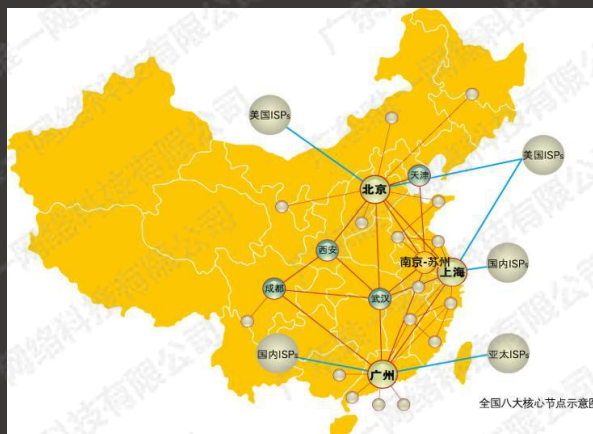 美国ISPs
美国ISPs
天津
北京
西安
南京-苏州
上海
国内ISPs
成都
武汉
国内ISPs
亚太ISPs
广州
全国八大核心节点示意图